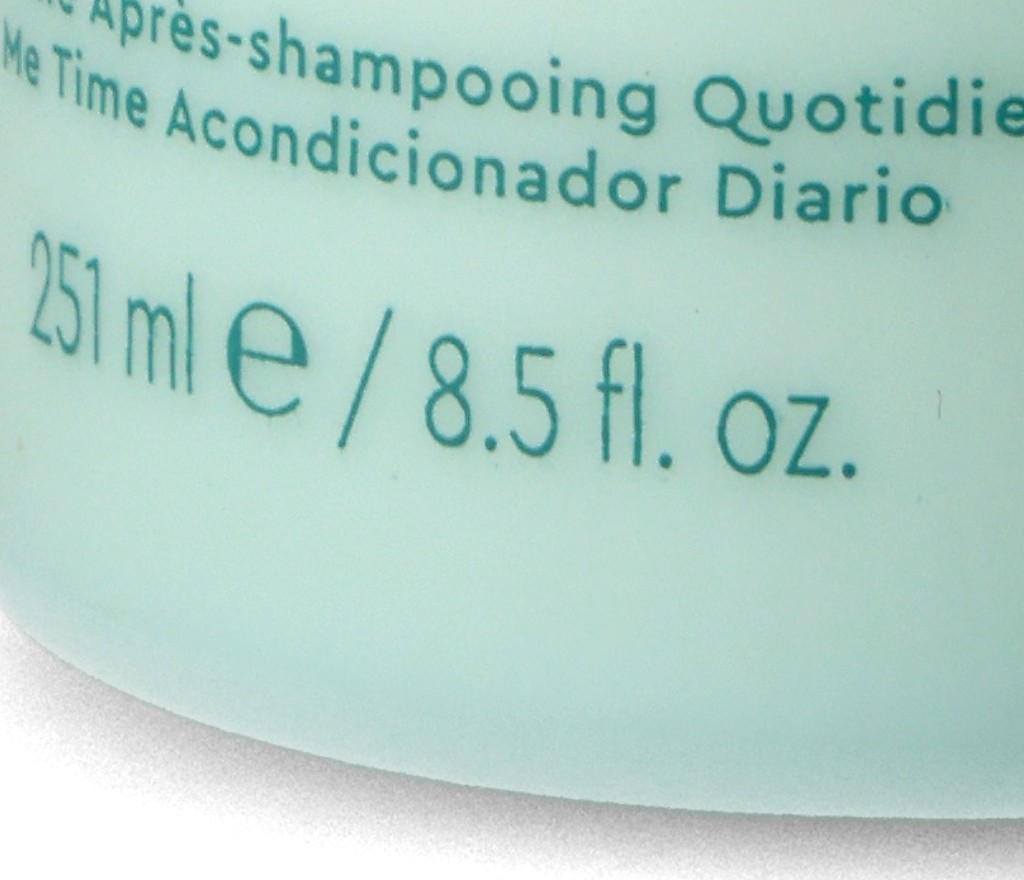 Après-shampooing Quotidie
Me Time Acondicionador Diario
251 ml e / 8.5 fl. oz.